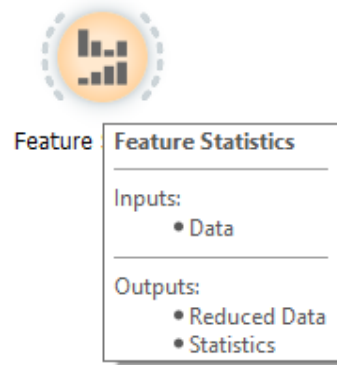 Feature
Feature Statistics
Inputs:
• Data
Outputs:
• Reduced Data
• Statistics